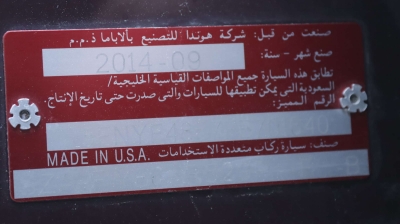 صنعت من قبل: شركة هوندا للتصنيع بألاباما ذ.م.م
صنع شهر - سنة: 2014-09
تطابق هذه السيارة جميع المواصفات القياسية الخليجية/
السعودية التي يمكن تطبيقها للسيارات والتي صدرت حتى تاريخ الإنتاج.
الرقم المميز:
صنف: سيارة ركاب متعددة الاستخدامات
MADE IN U.S.A.